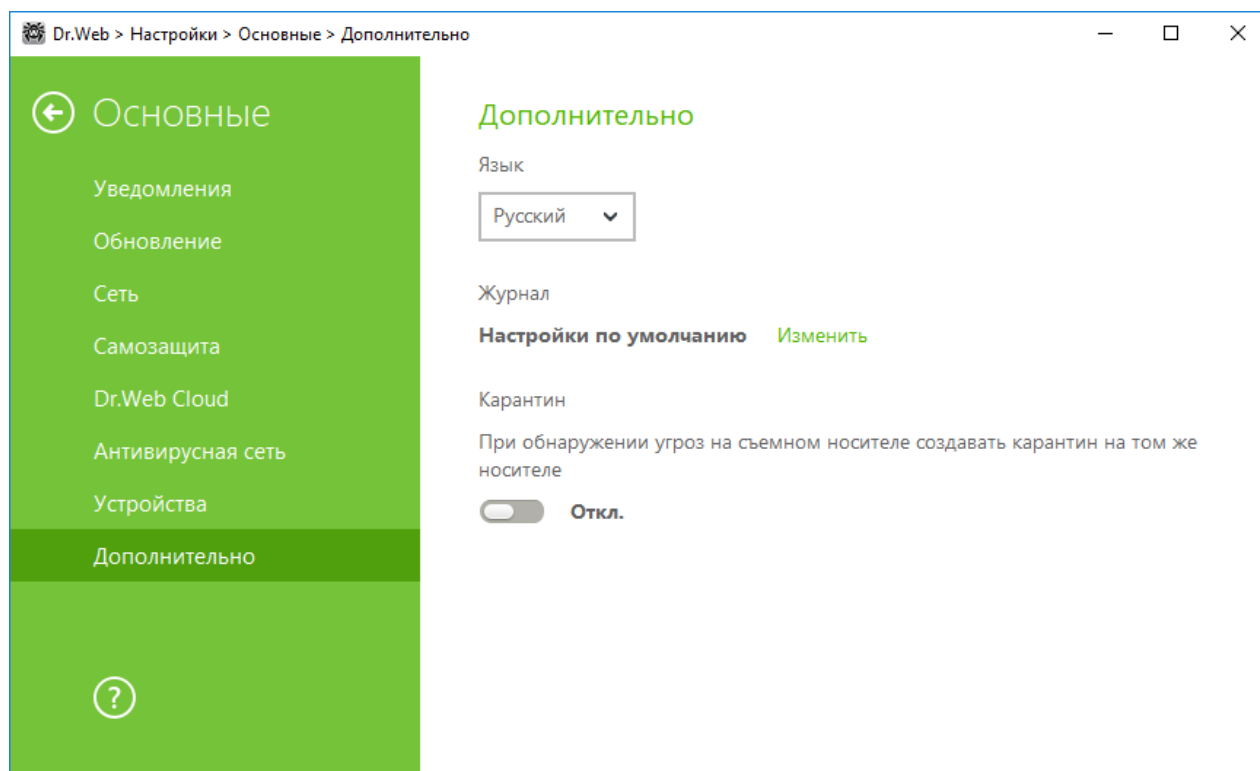 Dr.Web > Настройки > Основные > Дополнительно
Основные
Уведомления
Обновление
Сеть
Самозащита
Dr.Web Cloud
Антивирусная сеть
Устройства
Дополнительно
?
Дополнительно
Язык
Русский
Журнал
Настройки по умолчанию Изменить
Карантин
При обнаружении угроз на съемном носителе создавать карантин на том же
носителе
Откл.